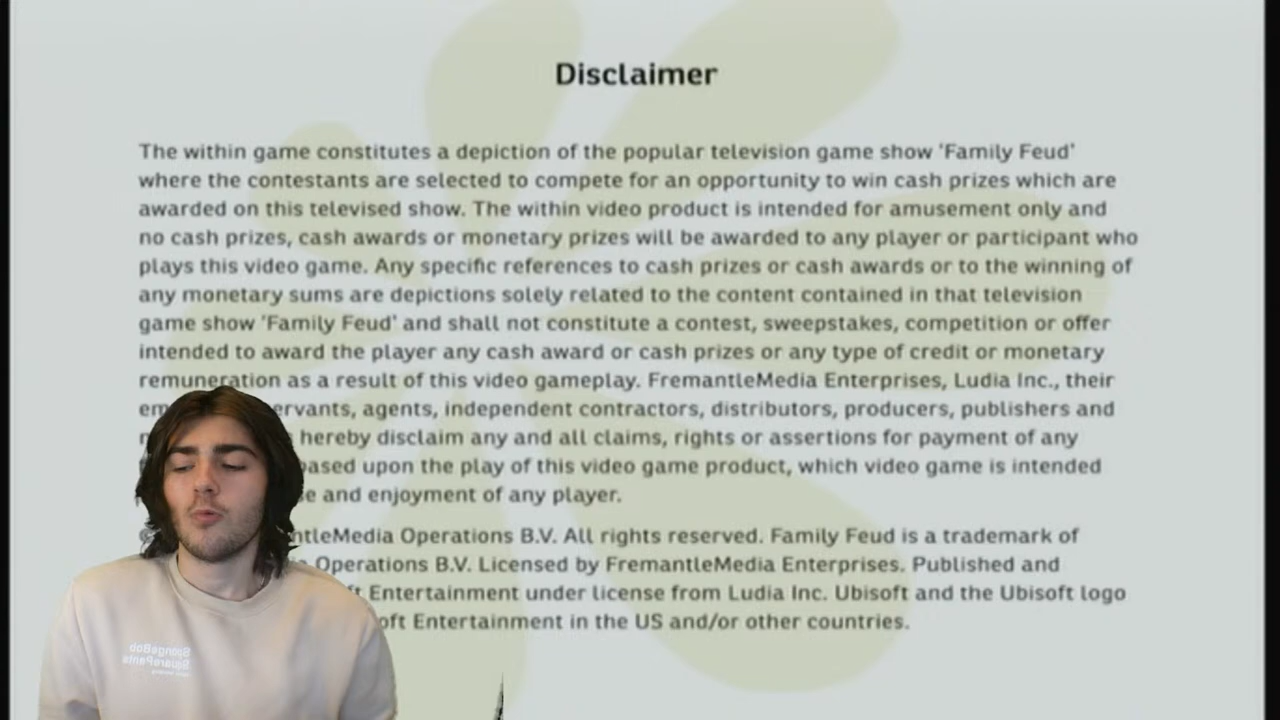 Disclaimer
The within game constitutes a depiction of the popular television game show 'Family Feud'
where the contestants are selected to compete for an opportunity to win cash prizes which are
awarded on this televised show. The within video product is intended for amusement only and
no cash prizes, cash awards or monetary prizes will be awarded to any player or participant who
plays this video game. Any specific references to cash prizes or cash awards or to the winning of
any monetary sums are depictions solely related to the content contained in that television
game show 'Family Feud' and shall not constitute a contest, sweepstakes, competition or offer
intended to award the player any cash award or cash prizes or any type of credit or monetary
remuneration as a result of this video gameplay. FremantleMedia Enterprises, Ludia Inc., their
agents, independent contractors, distributors, producers, publishers and
hereby disclaim any and all claims, rights or assertions for payment of any
based upon the play of this video game product, which video game is intended
and enjoyment of any player.
Operations B.V. All rights reserved. Family Feud is a trademark of
Operations B.V. Licensed by FremantleMedia Enterprises. Published and
Entertainment under license from Ludia Inc. Ubisoft and the Ubisoft logo
Entertainment in the US and/or other countries.
SpongeBob
SquarePants